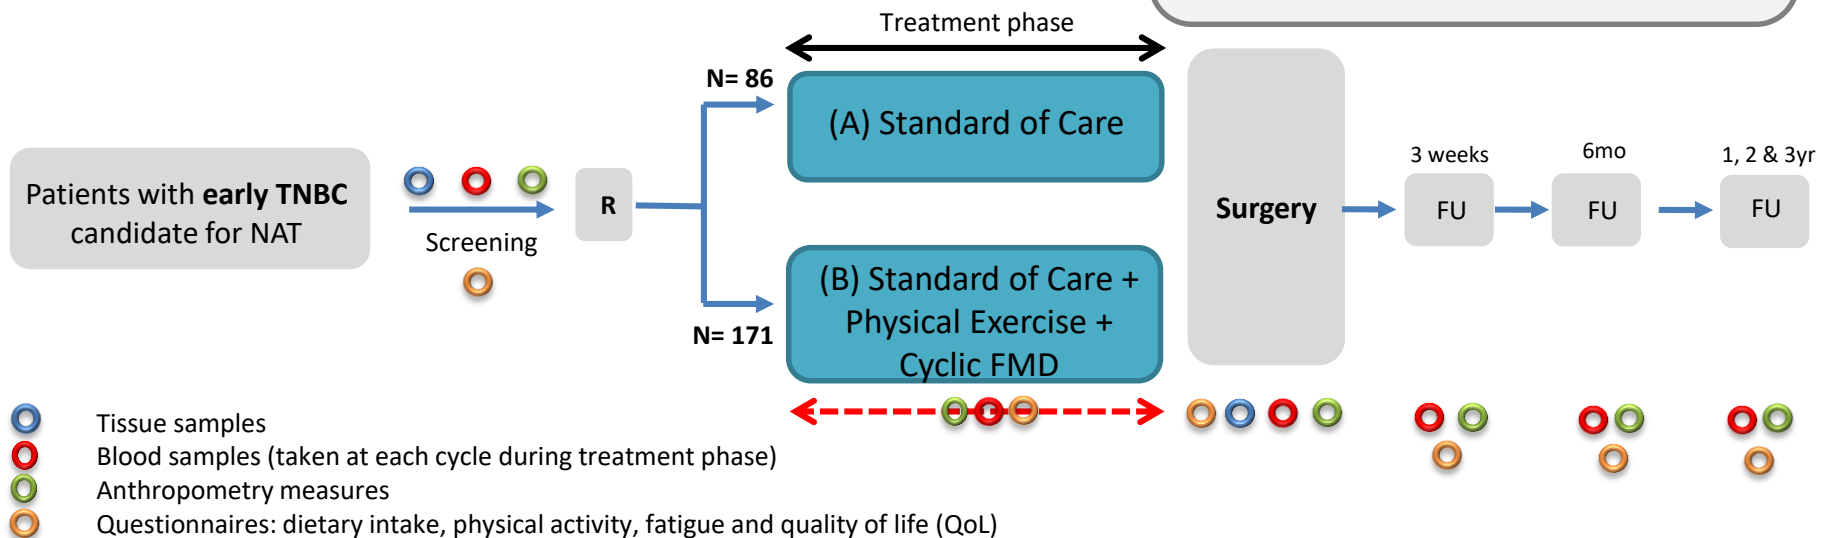 Treatment phase
N= 86
(A) Standard of Care
Patients with early TNBC
candidate for NAT
Screening
R
(B) Standard of Care +
Physical Exercise +
Cyclic FMD
N= 171
Surgery
3 weeks
FU
6mo
FU
1, 2 & 3yr
FU
Tissue samples
Blood samples (taken at each cycle during treatment phase)
Anthropometry measures
Questionnaires: dietary intake, physical activity, fatigue and quality of life (QoL)